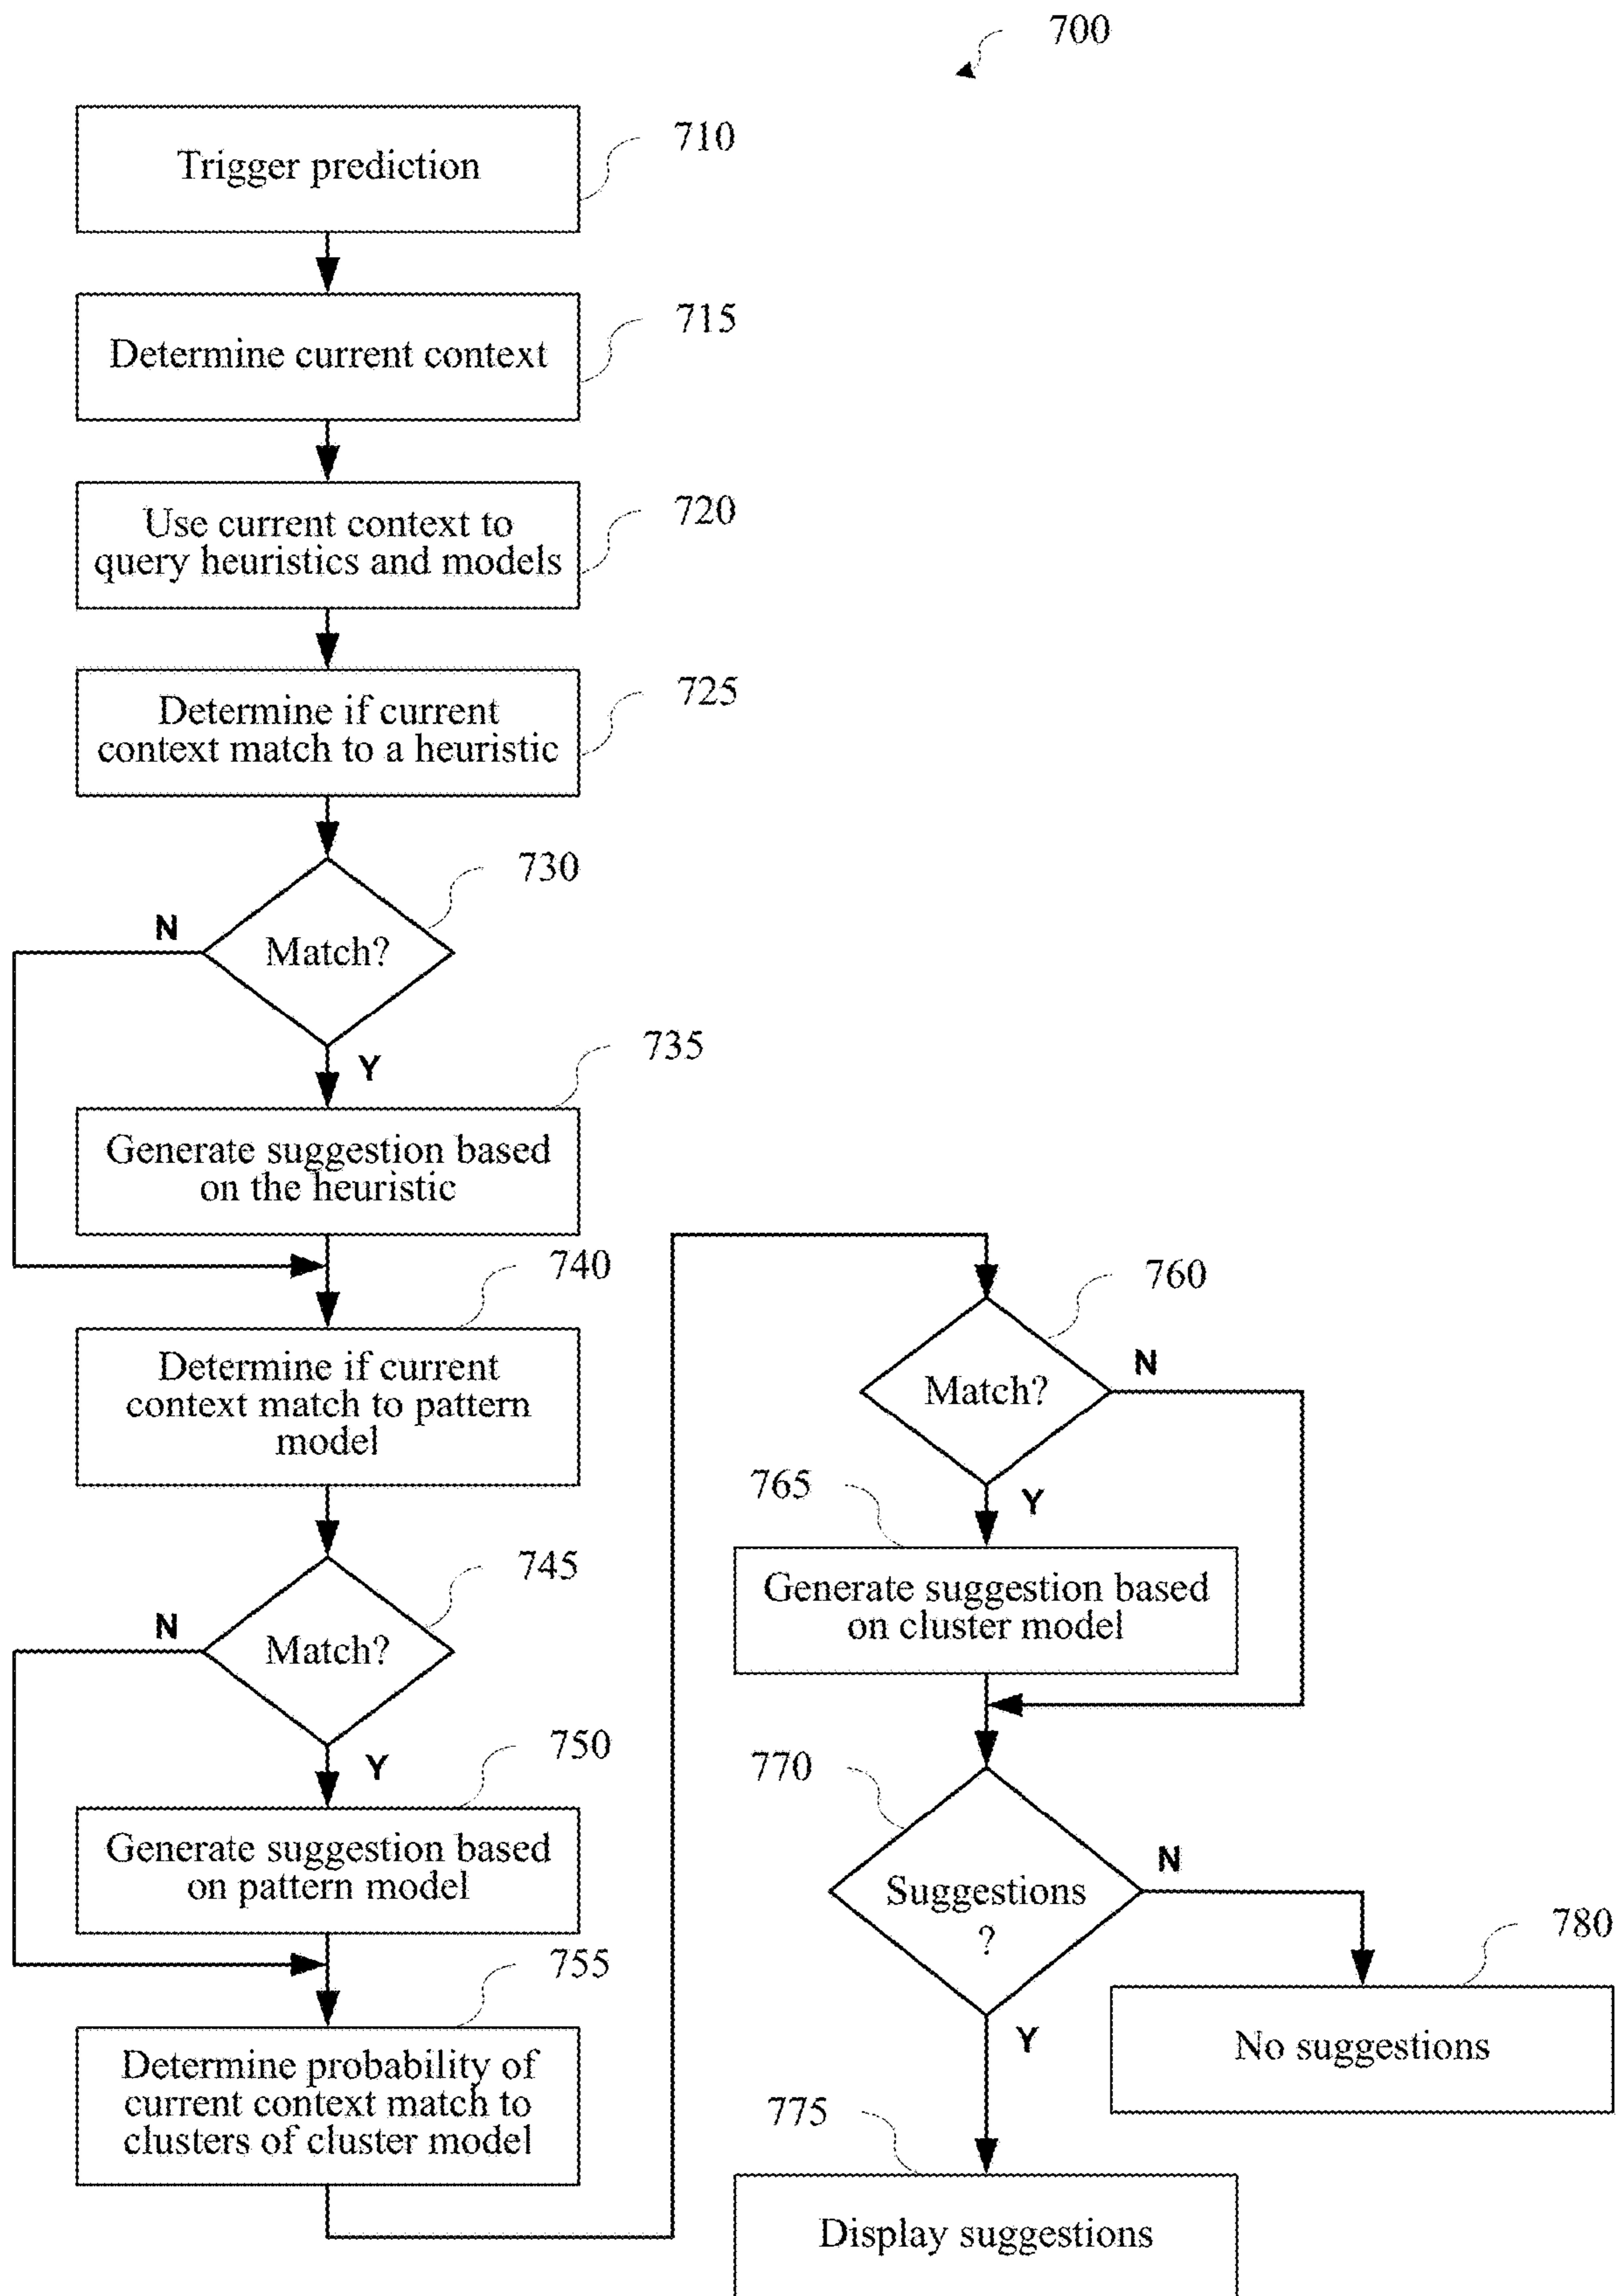 700
Trigger prediction
710
Determine current context
715
Use current context to
query heuristics and models
720
Determine if current
context match to a heuristic
725
730
N
Match?
Y
735
Generate suggestion based
on the heuristic
740
Determine if current
context match to pattern
model
745
N
Match?
Y
750
Generate suggestion based
on pattern model
755
Determine probability of
current context match to
clusters of cluster model
760
Match?
N
Y
765
Generate suggestion based
on cluster model
770
Suggestions
?
N
Y
780
No suggestions
775
Display suggestions